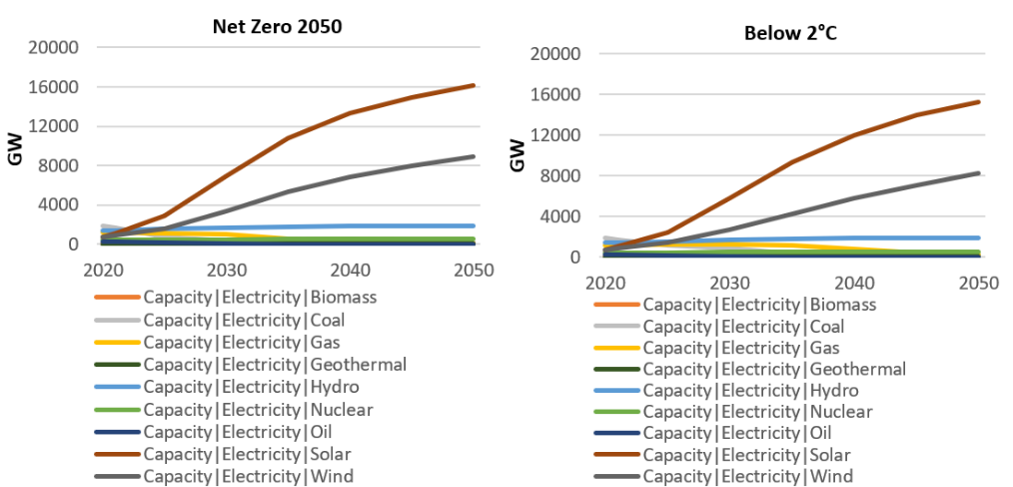 Net Zero 2050
20000
16000
12000
8000
4000
0
GW
2020 2030 2040 2050
Capacity|Electricity|Biomass
Capacity|Electricity|Coal
Capacity|Electricity|Gas
Capacity|Electricity|Geothermal
Capacity|Electricity|Hydro
Capacity|Electricity|Nuclear
Capacity|Electricity|Oil
Capacity|Electricity|Solar
Capacity|Electricity|Wind
Below 2°C
20000
16000
12000
8000
4000
0
GW
2020 2030 2040 2050
Capacity|Electricity|Biomass
Capacity|Electricity|Coal
Capacity|Electricity|Gas
Capacity|Electricity|Geothermal
Capacity|Electricity|Hydro
Capacity|Electricity|Nuclear
Capacity|Electricity|Oil
Capacity|Electricity|Solar
Capacity|Electricity|Wind